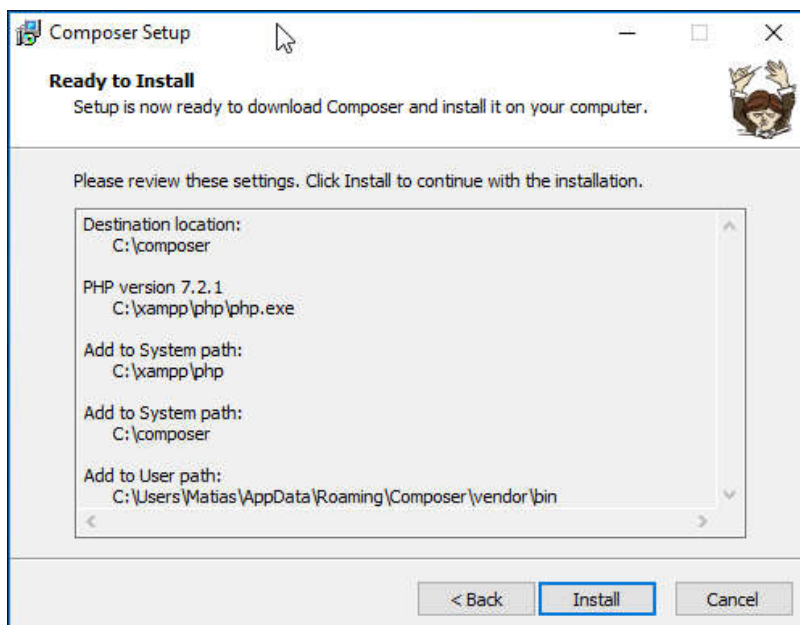 Composer Setup
Ready to Install
Setup is now ready to download Composer and install it on your computer.
Please review these settings. Click Install to continue with the installation.
Destination location:
C:\composer
PHP version 7.2.1
C:\xampp\php\php.exe
Add to System path:
C:\xampp\php
Add to System path:
C:\composer
Add to User path:
C:\Users\Matias\AppData\Roaming\Composer\vendor\bin
< Back
Install
Cancel